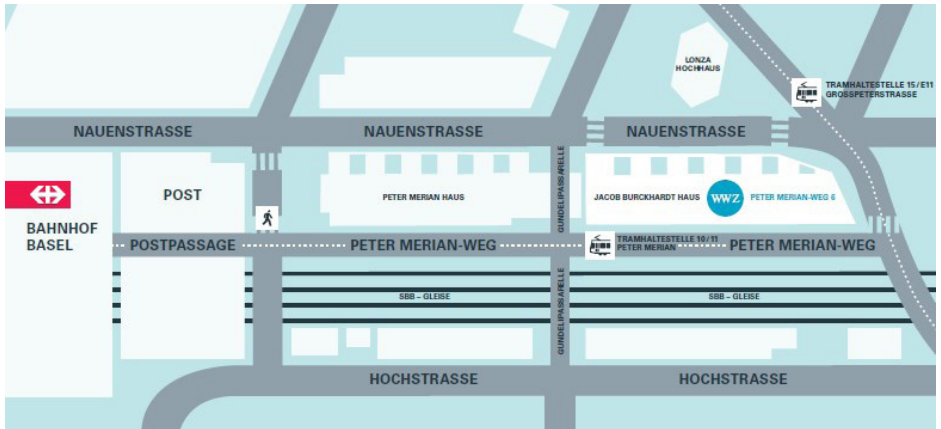 LONZA
HOCHHAUS
TRAMHALTESTELLE 15/E11
GROSSPETERSTRASSE
NAUENSTRASSE
NAUENSTRASSE
NAUENSTRASSE
GUNDELIPASSARELLE
POST
PETER MERIAN HAUS
JACOB BURCKHARDT HAUS
WWZ
PETER MERIAN-WEG 6
BAHNHOF
BASEL
POSTPASSAGE
PETER MERIAN-WEG
TRAMHALTESTELLE 10/11
PETER MERIAN
PETER MERIAN-WEG
GUNDELIPASSARELLE
SBB – GLEISE
SBB – GLEISE
HOCHSTRASSE
HOCHSTRASSE